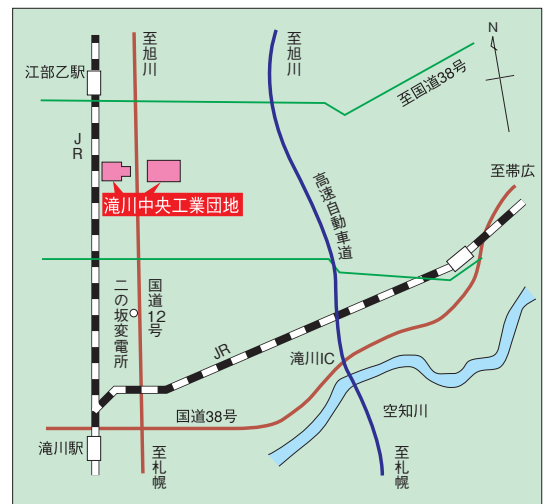 至旭川
至旭川
N
江部乙駅
至国道38号
JR
至帯広
高速自動車道
滝川中央工業団地
国道12号
二の坂変電所
JR
滝川IC
空知川
国道38号
滝川駅
至札幌
至札幌